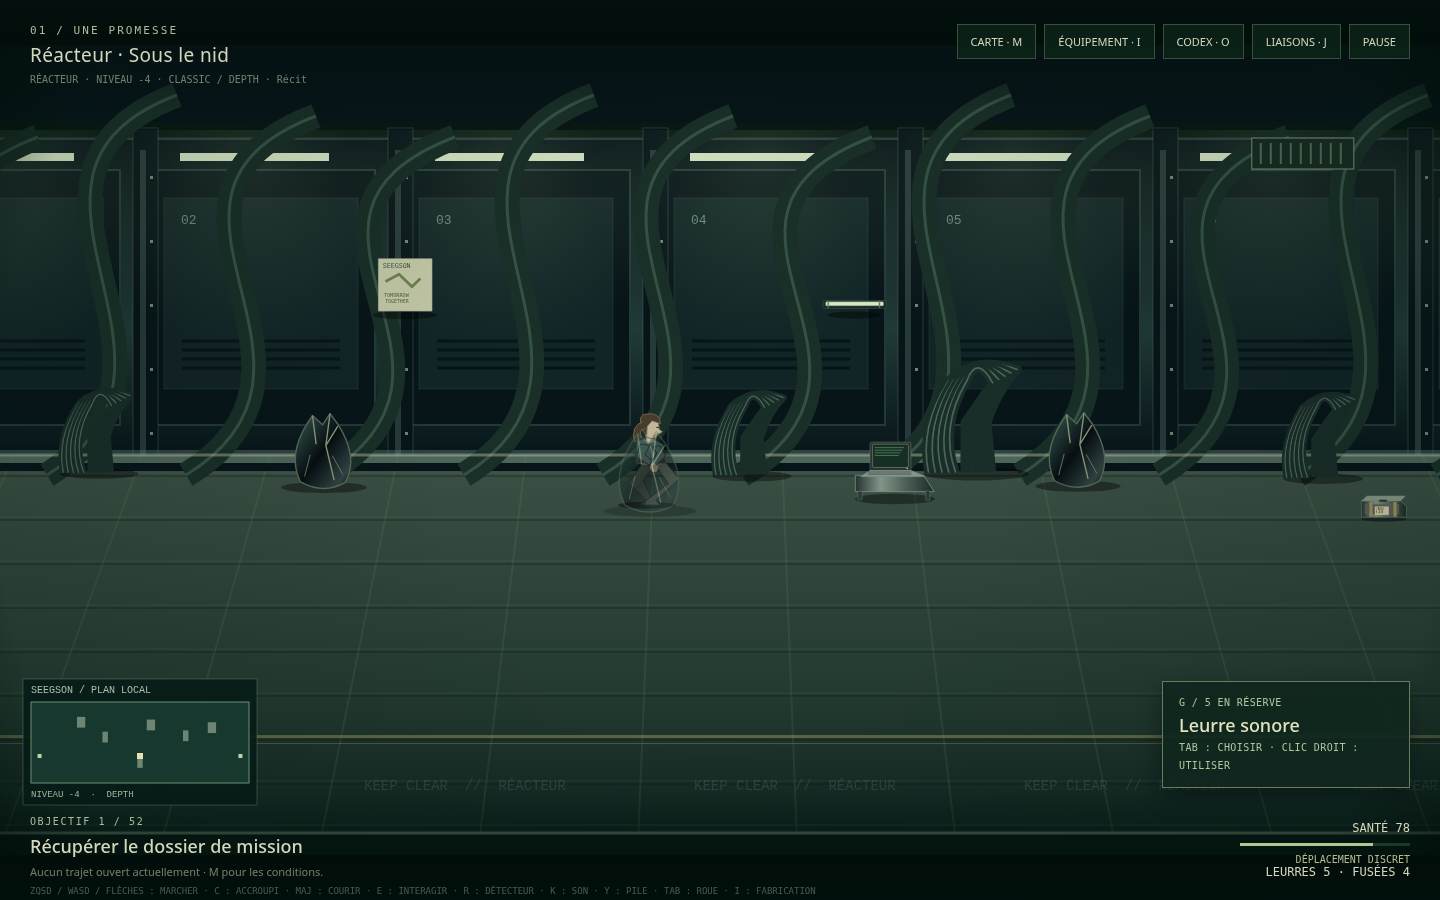 01 / UNE PROMESSE
Réacteur · Sous le nid
RÉACTEUR · NIVEAU -4 · CLASSIC / DEPTH · Récit
CARTE · M
ÉQUIPEMENT · I
CODEX · O
LIAISONS · J
PAUSE
02
03
04
05
SEEGSON
TOMORROW
TOGETHER
SEEGSON / PLAN LOCAL
NIVEAU -4 · DEPTH
KEEP CLEAR // RÉACTEUR
KEEP CLEAR // RÉACTEUR
KEEP CLEAR //
G / 5 EN RÉSERVE
Leurre sonore
TAB : CHOISIR · CLIC DROIT :
UTILISER
OBJECTIF 1 / 52
Récupérer le dossier de mission
Aucun trajet ouvert actuellement · M pour les conditions.
ZQSD / WASD / FLÈCHES : MARCHER · C : ACCROUPI · MAJ : COURIR · E : INTERAGIR · R : DÉTECTEUR · K : SON · Y : PILE · TAB : ROUE · I : FABRICATION
SANTÉ 78
DÉPLACEMENT DISCRET
LEURRES 5 · FUSÉES 4